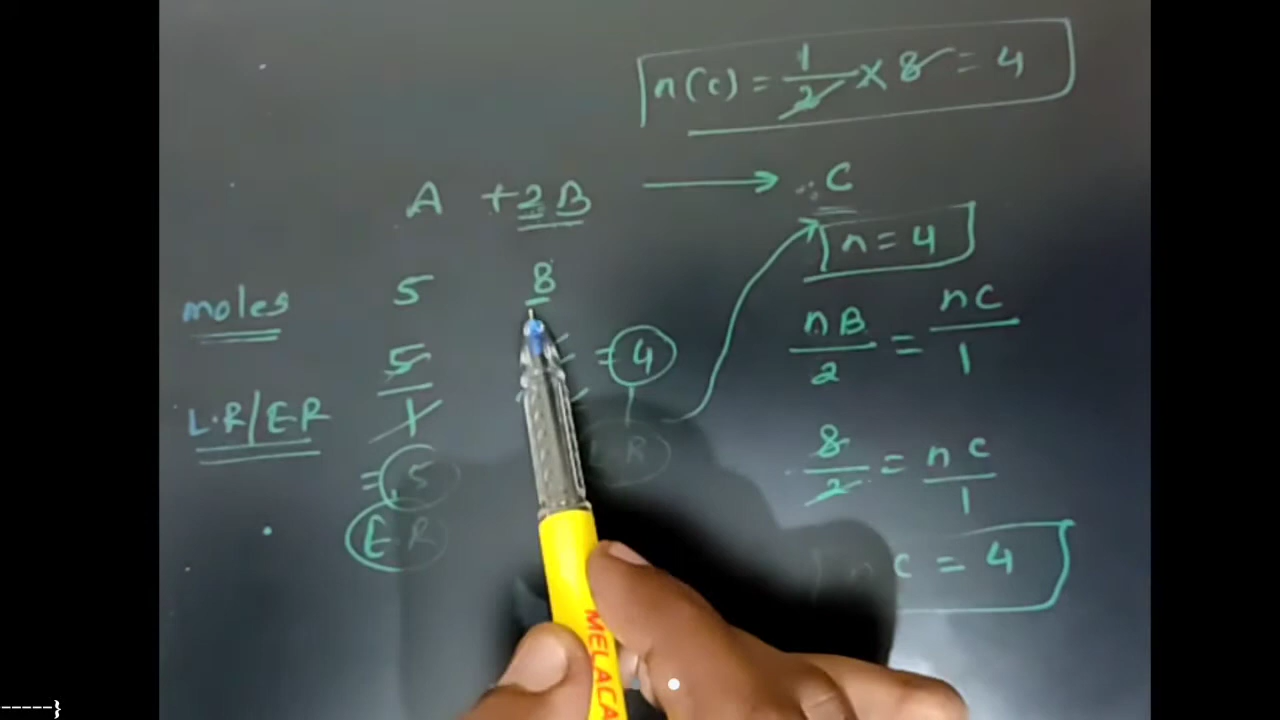 n(c) = 1/2 × 8 = 4
A + 2B → C
n = 4
moles 5 8
nB/2 = nC/1
5/1 = 4
L.R/E.R
= 5
R
8/2 = nC/1
E R
c = 4
MELACA
-----}